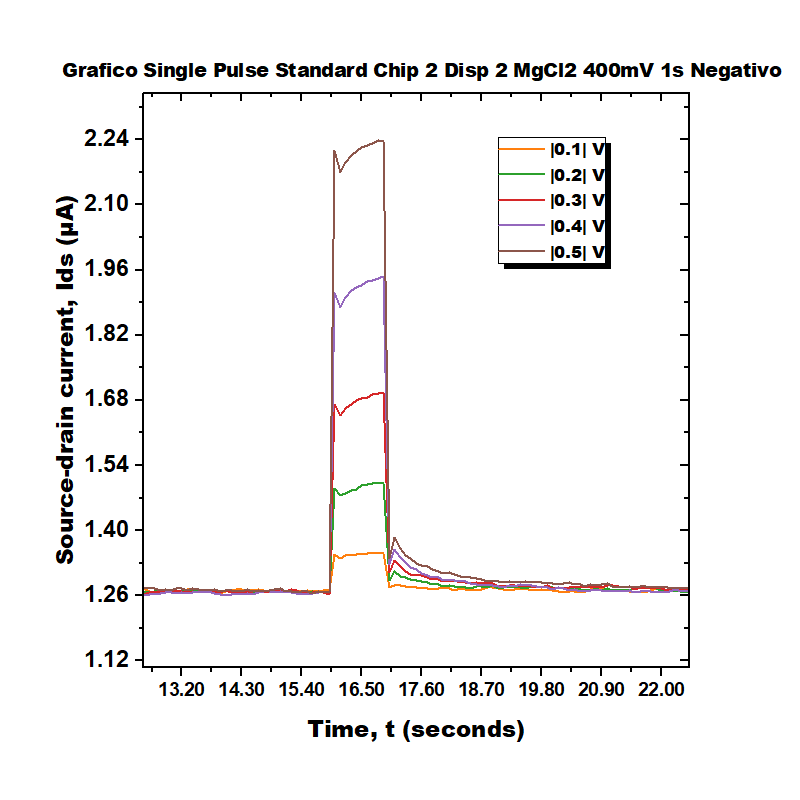 Grafico Single Pulse Standard Chip 2 Disp 2 MgCl2 400mV 1s Negativo
|0.1| V
|0.2| V
|0.3| V
|0.4| V
|0.5| V
Source-drain current, Ids (µA)
2.24
2.10
1.96
1.82
1.68
1.54
1.40
1.26
1.12
13.20 14.30 15.40 16.50 17.60 18.70 19.80 20.90 22.00
Time, t (seconds)